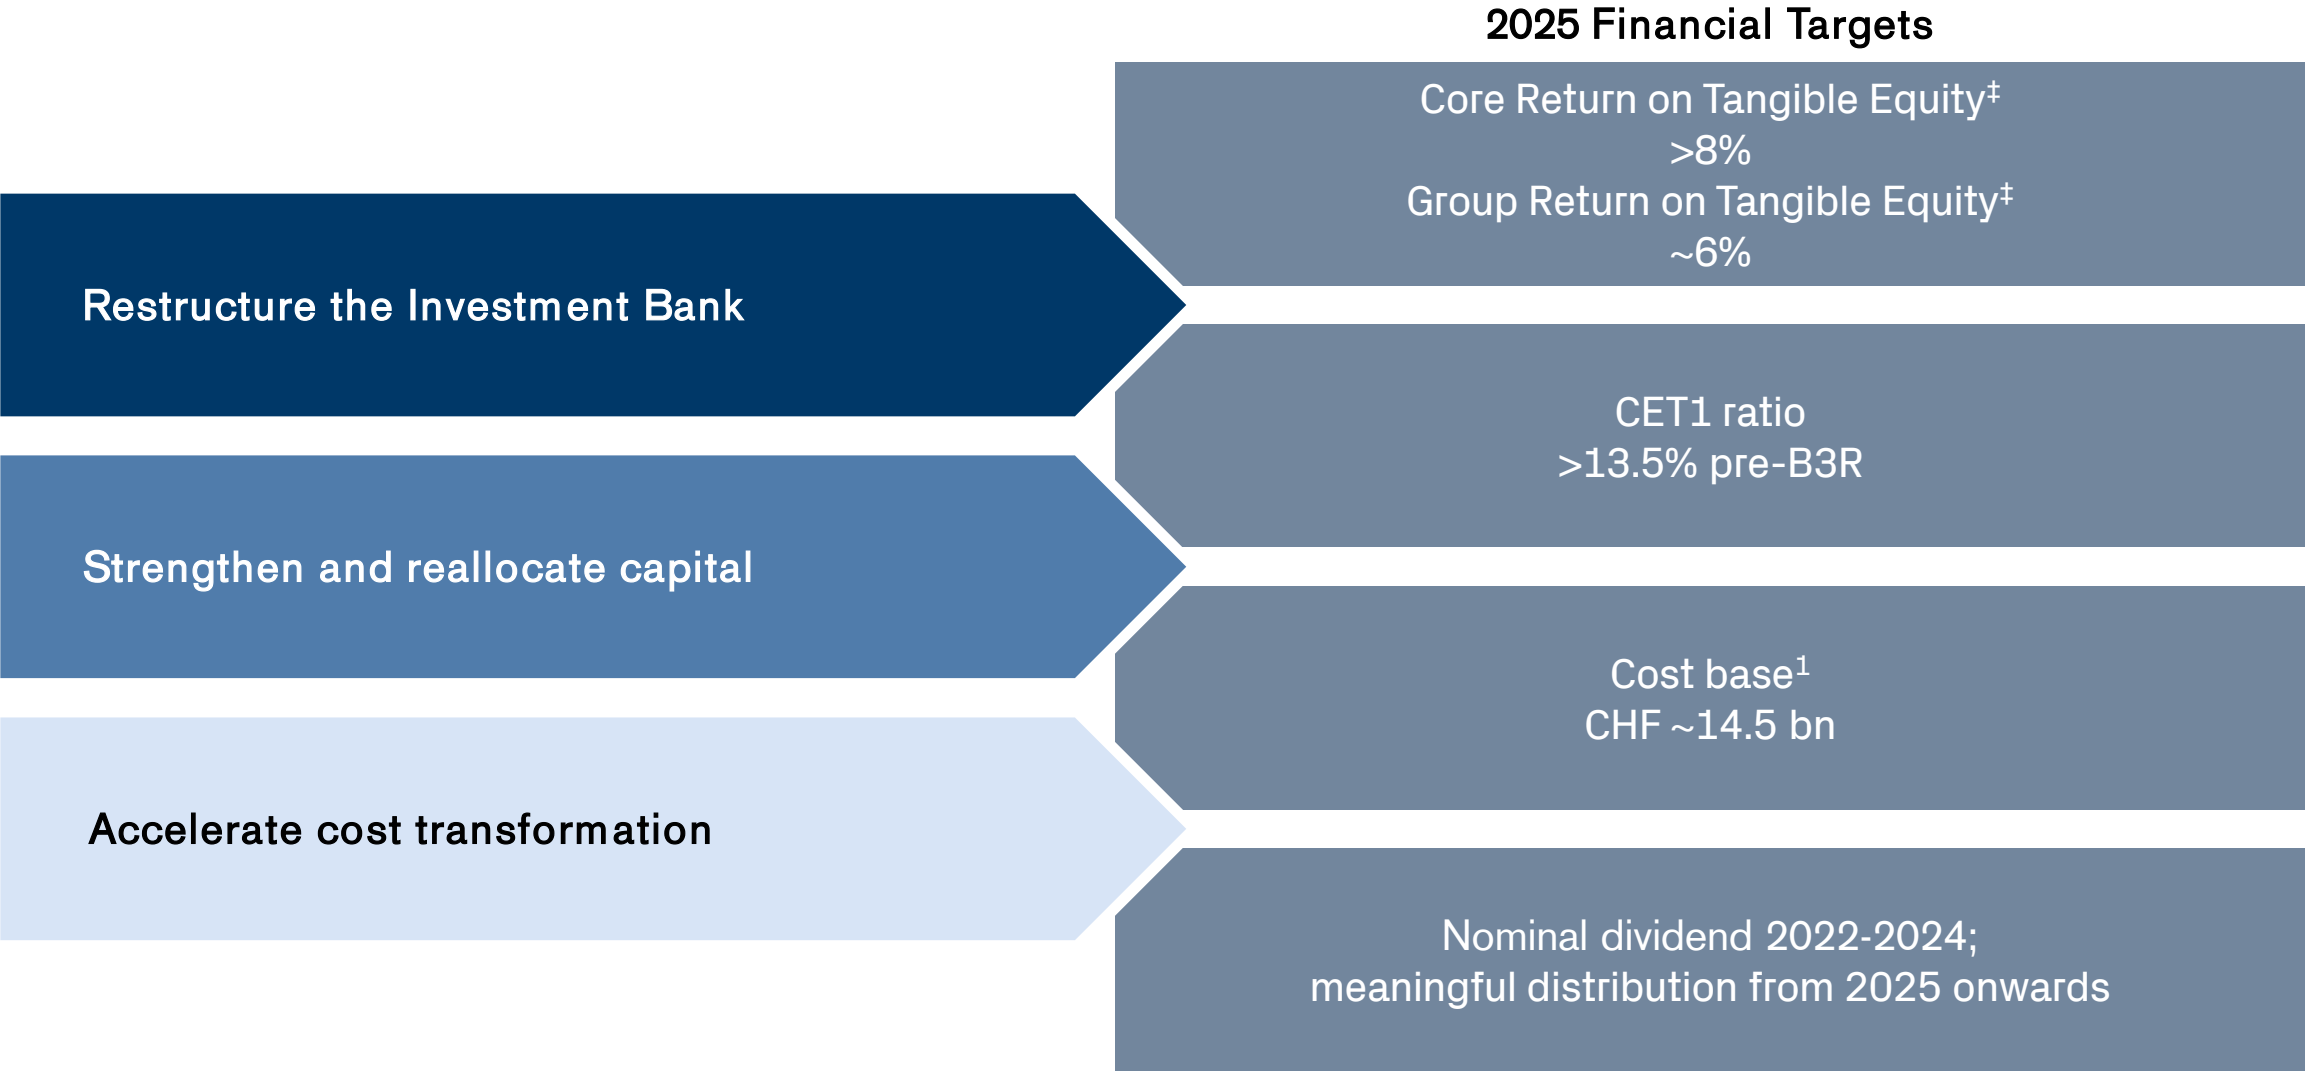 2025 Financial Targets
Core Return on Tangible Equity‡
>8%
Group Return on Tangible Equity‡
~6%
Restructure the Investment Bank
CET1 ratio
>13.5% pre-B3R
Strengthen and reallocate capital
Cost base¹
CHF ~14.5 bn
Accelerate cost transformation
Nominal dividend 2022-2024;
meaningful distribution from 2025 onwards